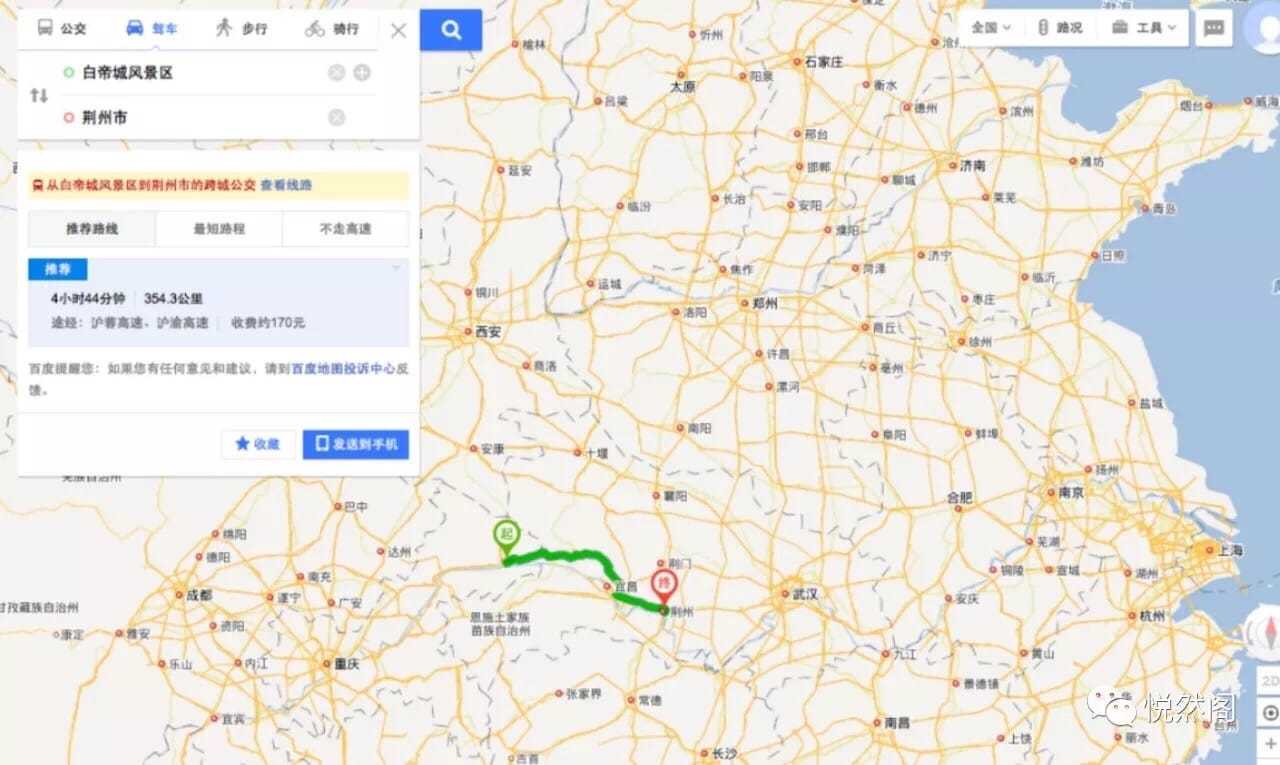 公交 驾车 步行 骑行
白帝城风景区
荆州市
从白帝城风景区到荆州市的跨城公交 查看线路
推荐路线 最短路程 不走高速
推荐
4小时44分钟 354.3公里
途经：沪蓉高速、沪渝高速 收费约170元
百度提醒您：如果您有任何意见和建议，请到百度地图投诉中心反
馈。
收藏 发送到手机
全国 路况 工具
渤海
榆林
忻州
石家庄
阳泉
太原
衡水
吕梁
德州
滨州
烟台
威海
邢台
延安
邯郸
济南
潍坊
聊城
莱芜
临汾
长治
安阳
青岛
濮阳
日照
焦作
菏泽
济宁
临沂
铜川
运城
郑州
枣庄
洛阳
西安
商丘
徐州
许昌
商洛
亳州
漯河
盐城
南阳
阜阳
蚌埠
安康
十堰
扬州
襄阳
合肥
南京
羌族自治州
巴中
绵阳
起
德阳
达州
芜湖
上海
荆门
南充
终
铜陵
宣城
湖州
宜昌
成都
遂宁
广安
武汉
安庆
甘孜藏族自治州
荆州
恩施土家族
苗族自治州
杭州
资阳
康定
雅安
九江
黄山
乐山
内江
重庆
景德镇
张家界
常德
2D
宜宾
南昌
悦然阁
上饶
丽水
长沙
吉首